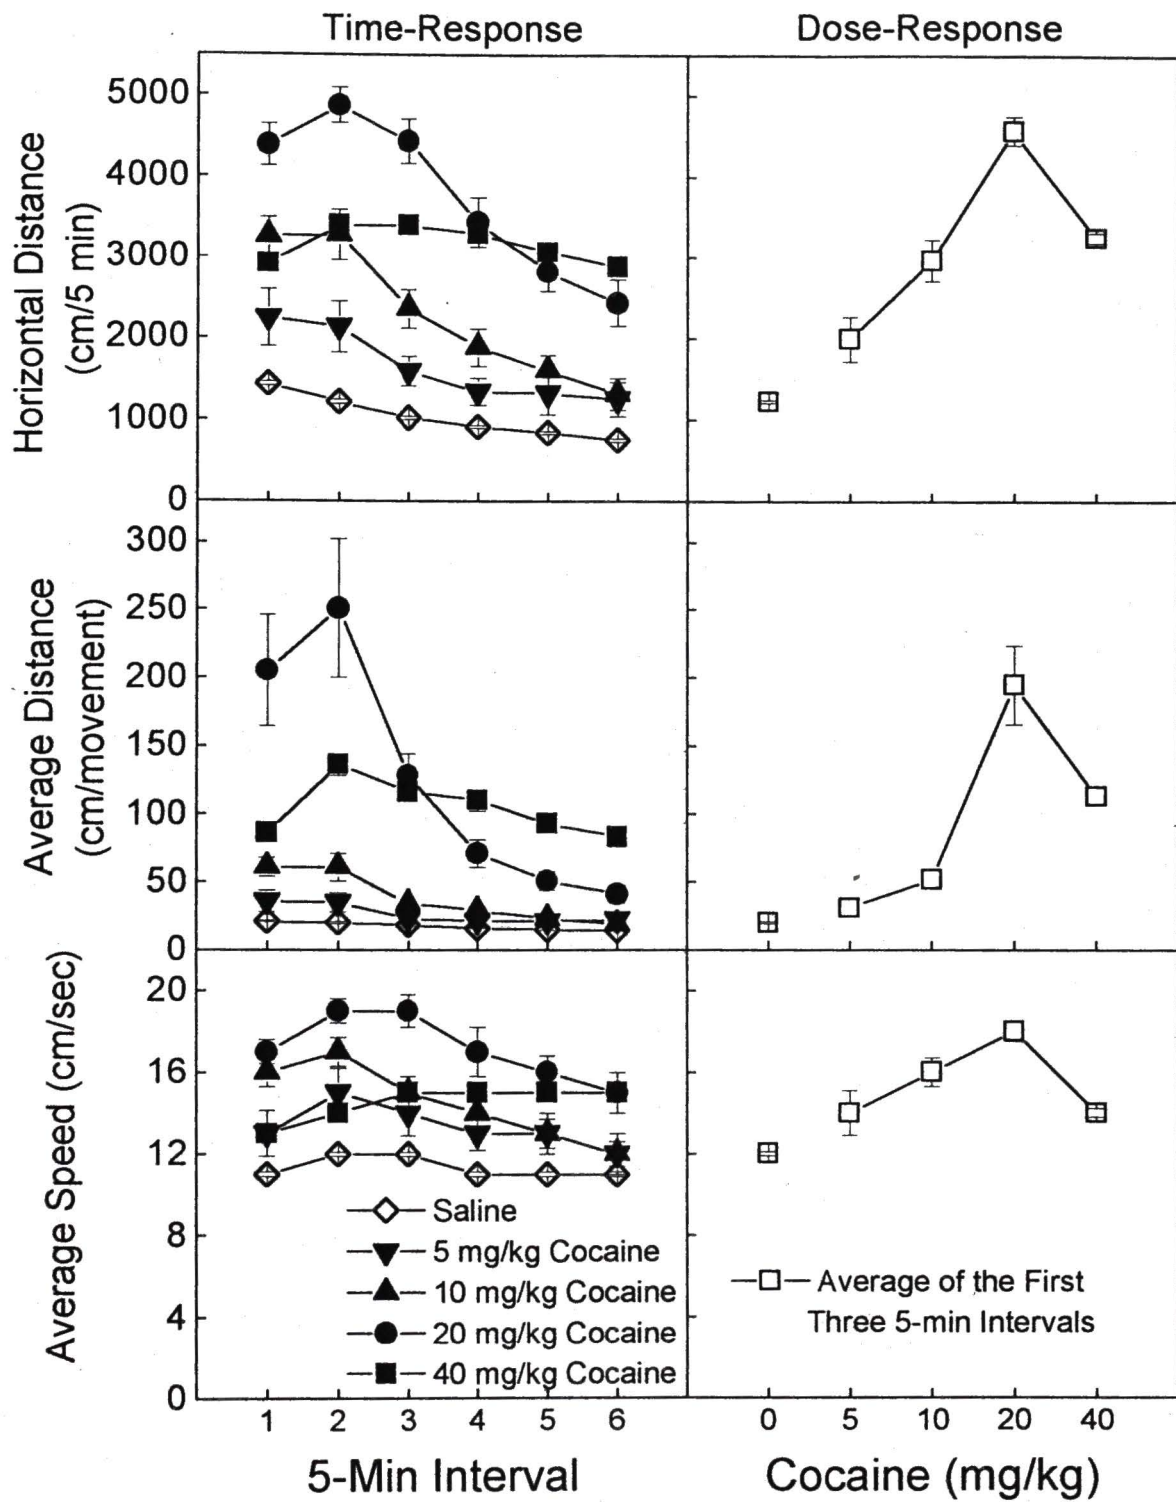 Time-Response
Dose-Response
Horizontal Distance
(cm/5 min)
5000
4000
3000
2000
1000
0
Average Distance
(cm/movement)
300
250
200
150
100
50
0
Average Speed (cm/sec)
20
16
12
8
4
0
Saline
5 mg/kg Cocaine
10 mg/kg Cocaine
20 mg/kg Cocaine
40 mg/kg Cocaine
Average of the First
Three 5-min Intervals
1 2 3 4 5 6
0 5 10 20 40
5-Min Interval
Cocaine (mg/kg)